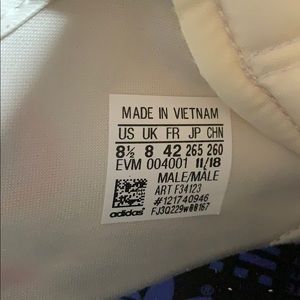 MADE IN VIETNAM
US UK FR JP CHN
8½ 8 42 265 260
EVM 004001 11/18
MALE/MÂLE
ART F34123
#121740946
adidas® FJ3Q229w00167